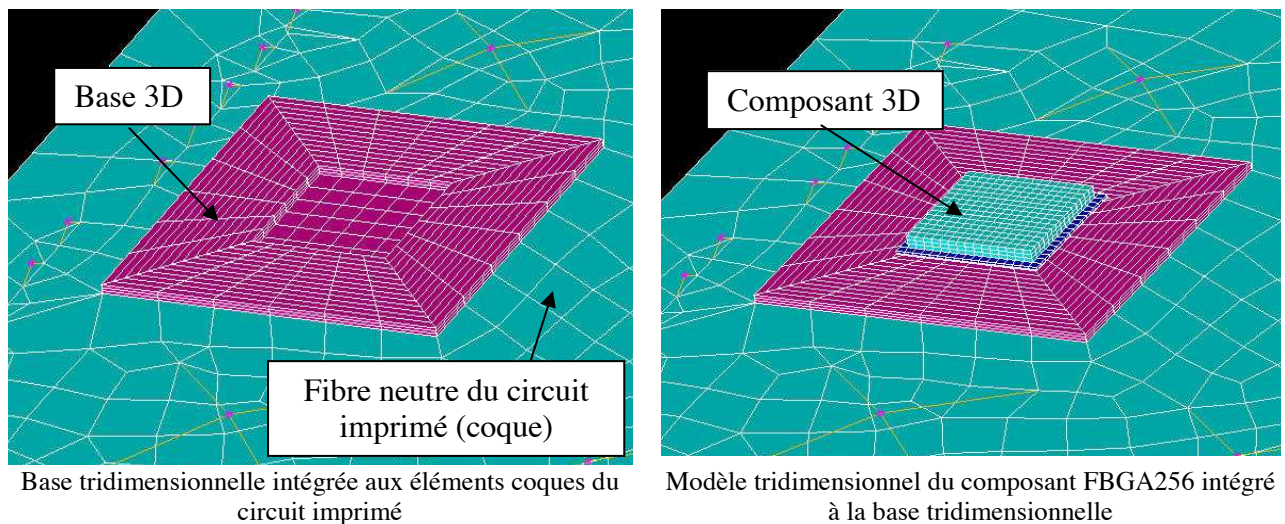 Base 3D
Fibre neutre du circuit
imprimé (coque)
Base tridimensionnelle intégrée aux éléments coques du
circuit imprimé
Composant 3D
Modèle tridimensionnel du composant FBGA256 intégré
à la base tridimensionnelle